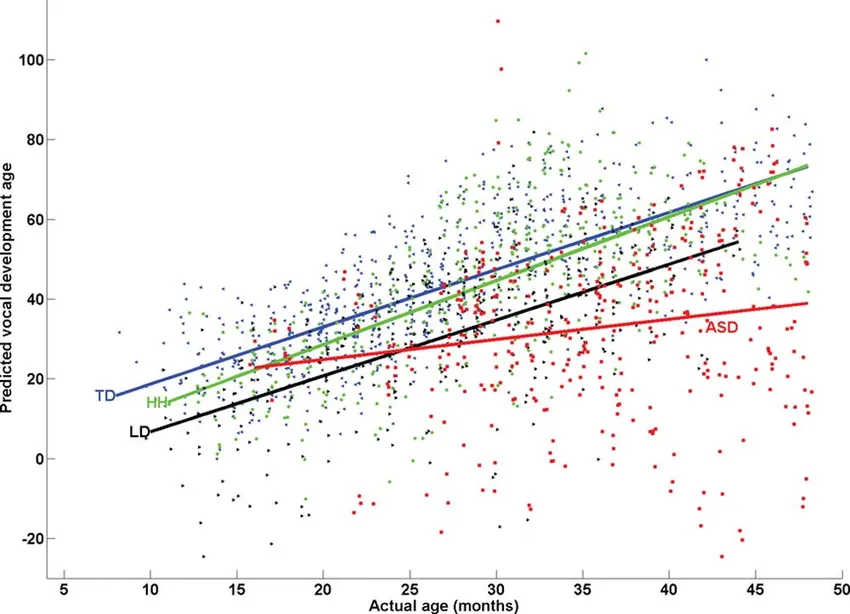 Predicted vocal development age
100
80
60
40
20
0
-20
TD
HH
LD
ASD
5 10 15 20 25 30 35 40 45 50
Actual age (months)